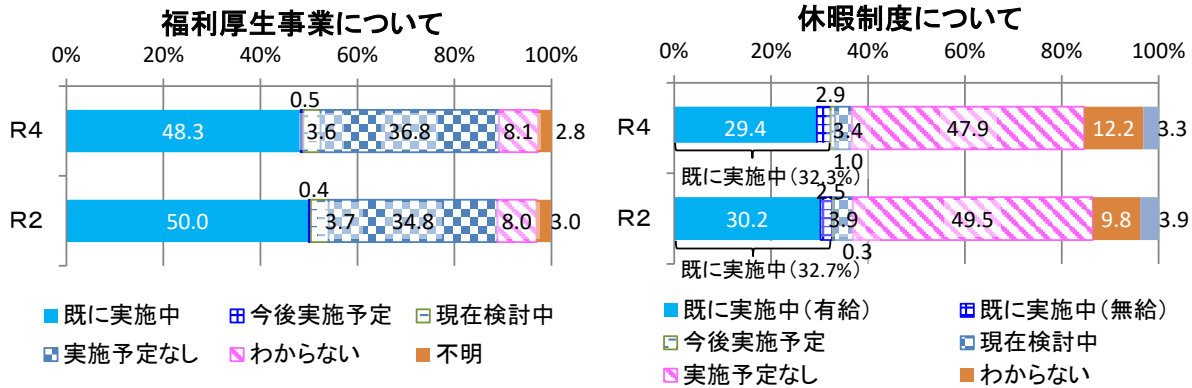 福利厚生事業について
0% 20% 40% 60% 80% 100%
0.5
R4 48.3 3.6 36.8 8.1 2.8
0.4
R2 50.0 3.7 34.8 8.0 3.0
■既に実施中 今後実施予定 現在検討中
実施予定なし わからない 不明
休暇制度について
0% 20% 40% 60% 80% 100%
2.9
R4 29.4 3.4 47.9 12.2 3.3
1.0
既に実施中(32.3%)
2.5
R2 30.2 3.9 49.5 9.8 3.9
0.3
既に実施中(32.7%)
既に実施中(有給) 既に実施中(無給)
今後実施予定 現在検討中
実施予定なし わからない